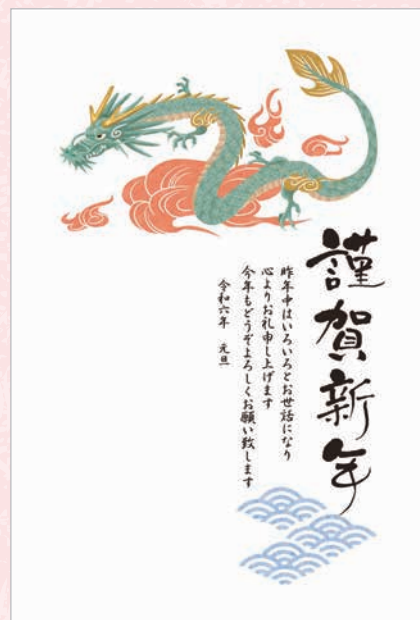 謹賀新年
昨年中はいろいろとお世話になり
心よりお礼申し上げます
今年もどうぞよろしくお願い致します
令和六年 元旦